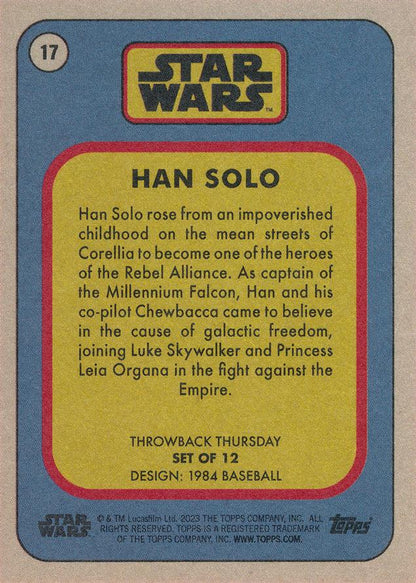 17
STAR
WARS™
HAN SOLO
Han Solo rose from an impoverished
childhood on the mean streets of
Corellia to become one of the heroes
of the Rebel Alliance. As captain of
the Millennium Falcon, Han and his
co-pilot Chewbacca came to believe
in the cause of galactic freedom,
joining Luke Skywalker and Princess
Leia Organa in the fight against the
Empire.
THROWBACK THURSDAY
SET OF 12
DESIGN: 1984 BASEBALL
STAR
WARS
© & TM Lucasfilm Ltd. 2023 THE TOPPS COMPANY, INC. ALL
RIGHTS RESERVED. TOPPS IS A REGISTERED TRADEMARK
OF THE TOPPS COMPANY, INC. WWW.TOPPS.COM.
topps